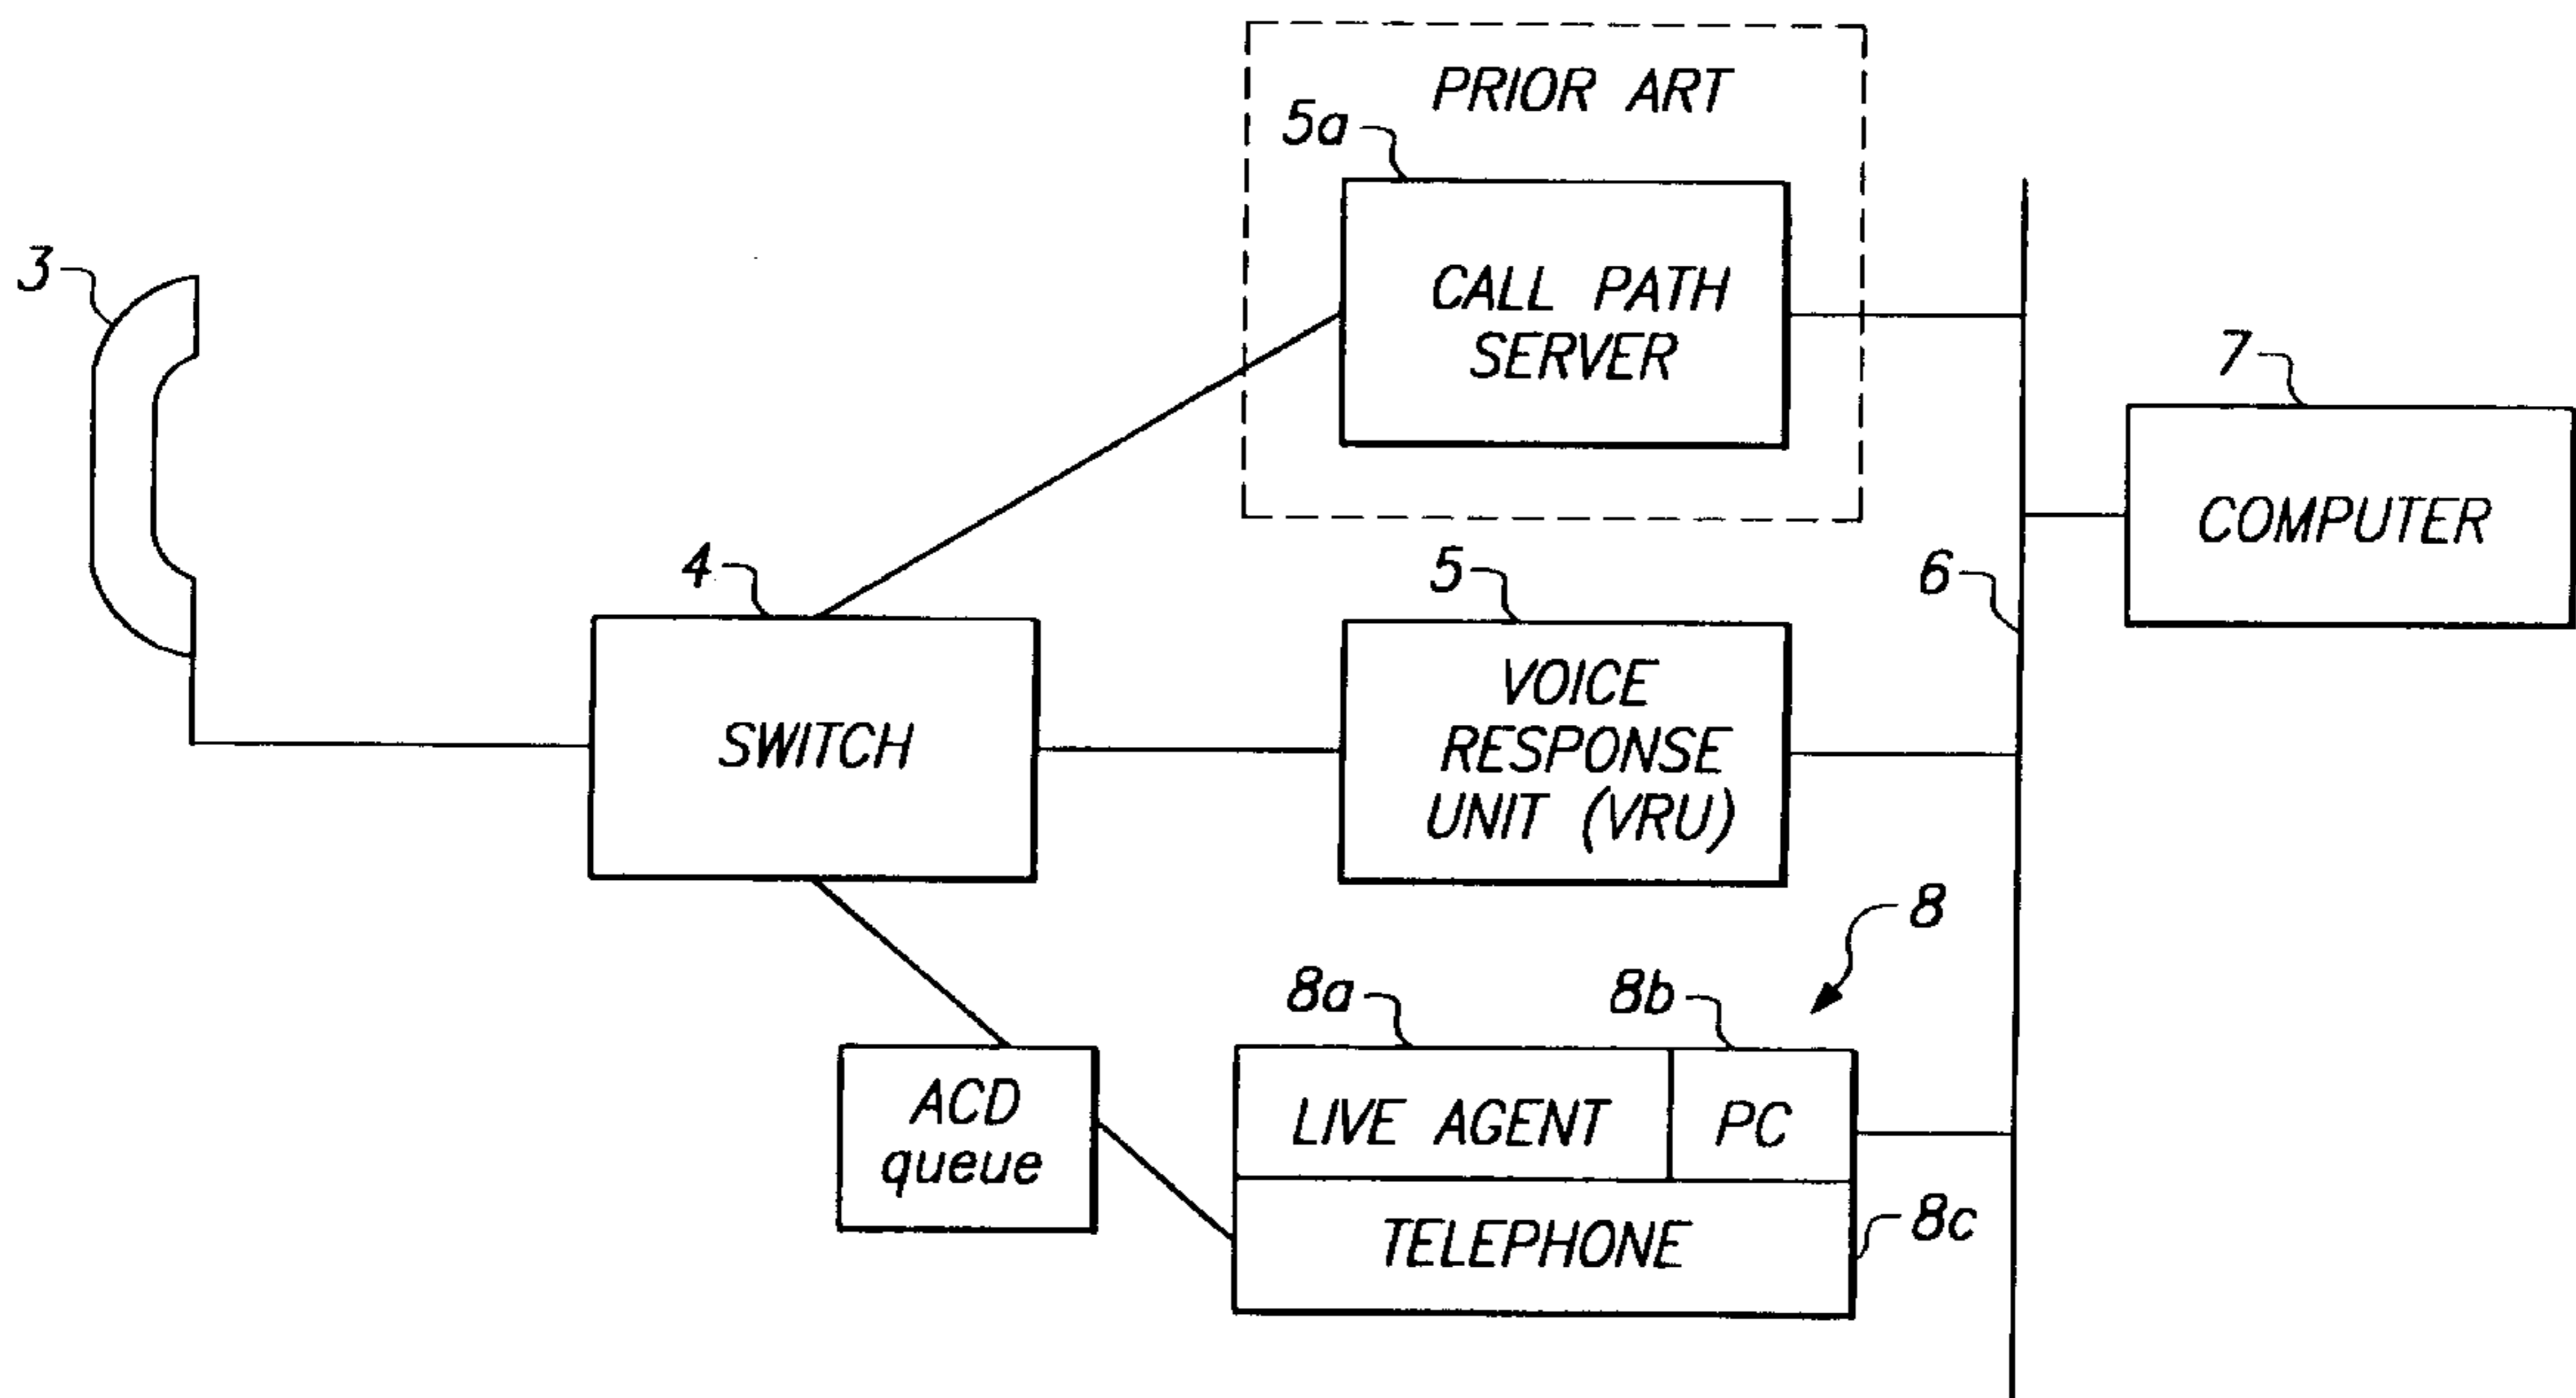 PRIOR ART
5a
CALL PATH
SERVER
3
7
COMPUTER
4
5
6
SWITCH
VOICE
RESPONSE
UNIT (VRU)
8
8a
8b
ACD
queue
LIVE AGENT
PC
TELEPHONE
8c